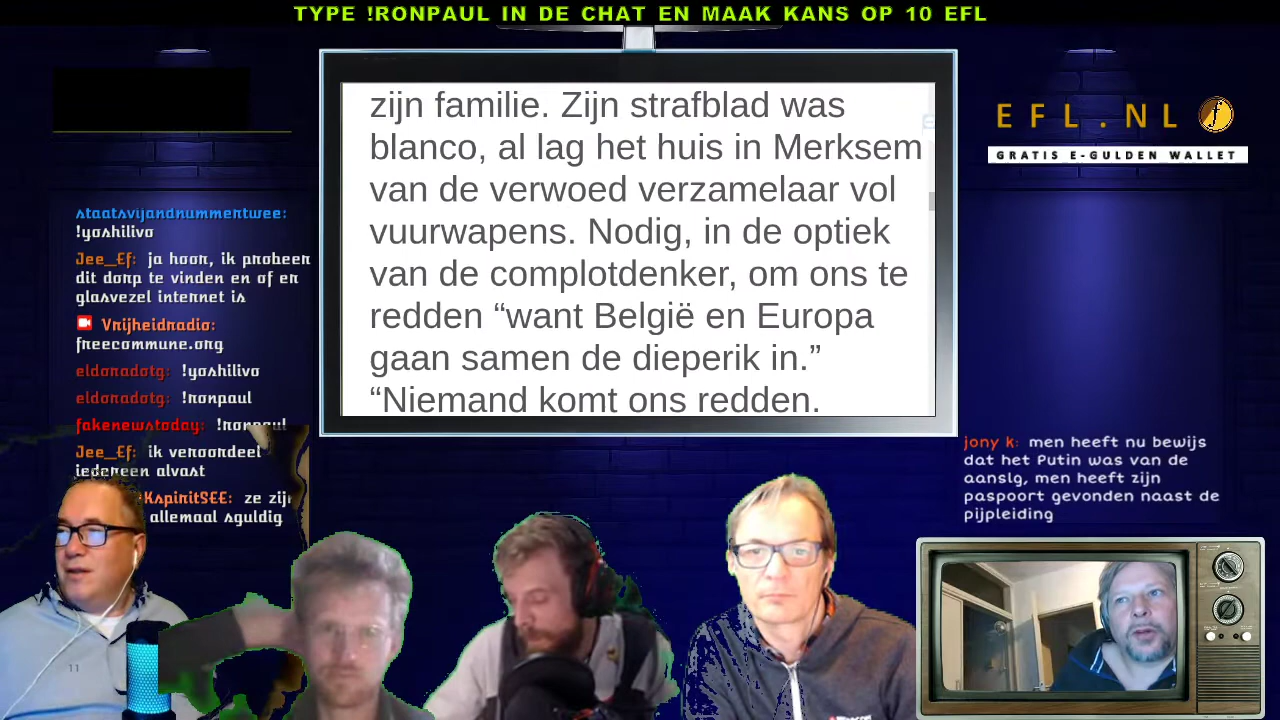 TYPE !RONPAUL IN DE CHAT EN MAAK KANS OP 10 EFL
zijn familie. Zijn strafblad was
blanco, al lag het huis in Merksem
van de verwoed verzamelaar vol
vuurwapens. Nodig, in de optiek
van de complotdenker, om ons te
redden “want België en Europa
gaan samen de dieperik in.”
“Niemand komt ons redden.
EFL.NL
GRATIS E-GULDEN WALLET
staatsvijandnummertwee:
!yoshilivo
Jee_Ef: ja hoor, ik probeer
dit dorp te vinden en of er
glasvezel internet is
Vrijheidradio:
freecommune.org
eldoradotg: !yoshilivo
eldoradotg: !ronpaul
fakenewstoday: !ronpaul
Jee_Ef: ik veroordeel
iedereen alvast
KspiritSEE: ze zijn
allemaal sguldig
jony k: men heeft nu bewijs
dat het Putin was van de
aanslg, men heeft zijn
paspoort gevonden naast de
pijpleiding
11